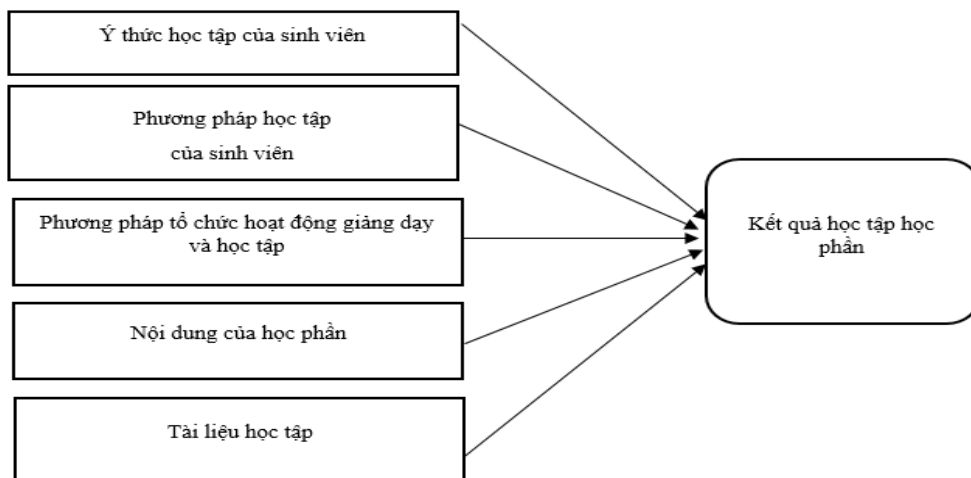 Ý thức học tập của sinh viên
Phương pháp học tập
của sinh viên
Phương pháp tổ chức hoạt động giảng dạy
và học tập
Nội dung của học phần
Tài liệu học tập
Kết quả học tập học
phần